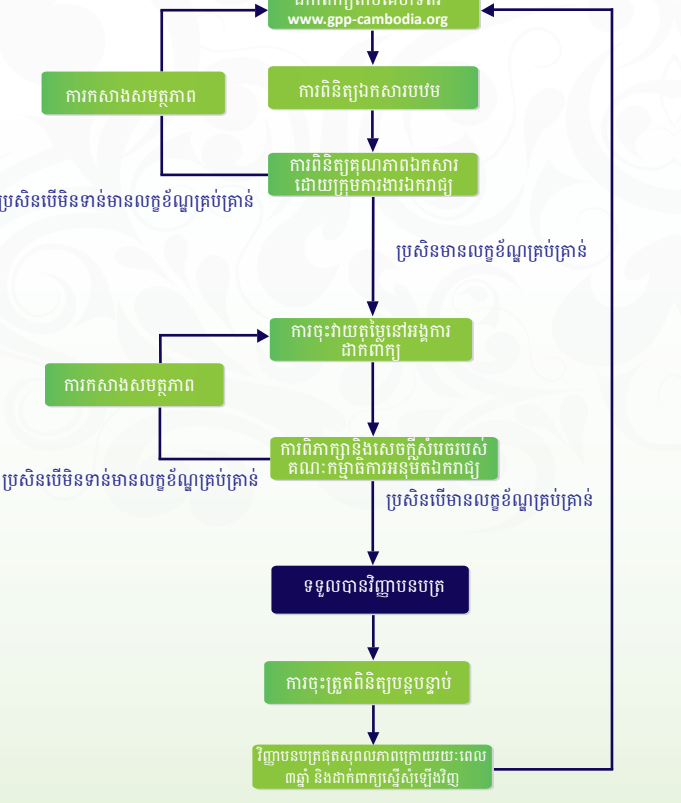 www.gpp-cambodia.org
ការពិនិត្យឯកសារបឋម
ការកសាងសមត្ថភាព
ការពិនិត្យគុណភាពឯកសារ
ដោយក្រុមការងារឯករាជ្យ
ប្រសិនបើមិនទាន់មានលក្ខខ័ណ្ឌគ្រប់គ្រាន់
ប្រសិនមានលក្ខខ័ណ្ឌគ្រប់គ្រាន់
ការចុះវាយតម្លៃនៅអង្គការ
ដាក់ពាក្យ
ការកសាងសមត្ថភាព
ការពិភាក្សានិងសេចក្តីសំរេចរបស់
គណៈកម្មាធិការអនុម័តឯករាជ្យ
ប្រសិនបើមិនទាន់មានលក្ខខ័ណ្ឌគ្រប់គ្រាន់
ប្រសិនបើមានលក្ខខ័ណ្ឌគ្រប់គ្រាន់
ទទួលបានវិញ្ញាបនបត្រ
ការចុះត្រួតពិនិត្យបន្តបន្ទាប់
វិញ្ញាបនបត្រផុតសុពលភាពក្រោយរយៈពេល
៣ឆ្នាំ និងដាក់ពាក្យស្នើសុំឡើងវិញ